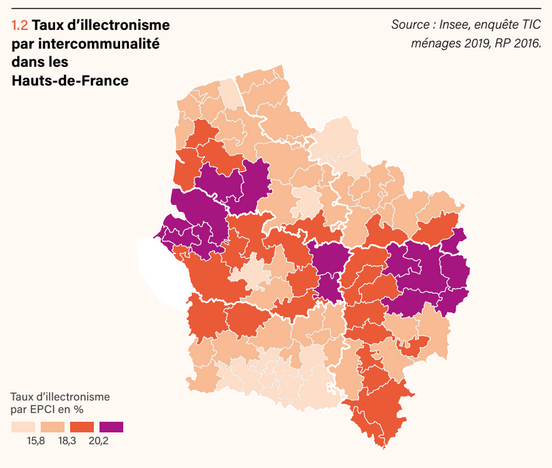 1.2 Taux d'illectronisme
par intercommunalité
dans les
Hauts-de-France
Source : Insee, enquête TIC
ménages 2019, RP 2016.
Taux d'illectronisme
par EPCI en %
15,8 18,3 20,2